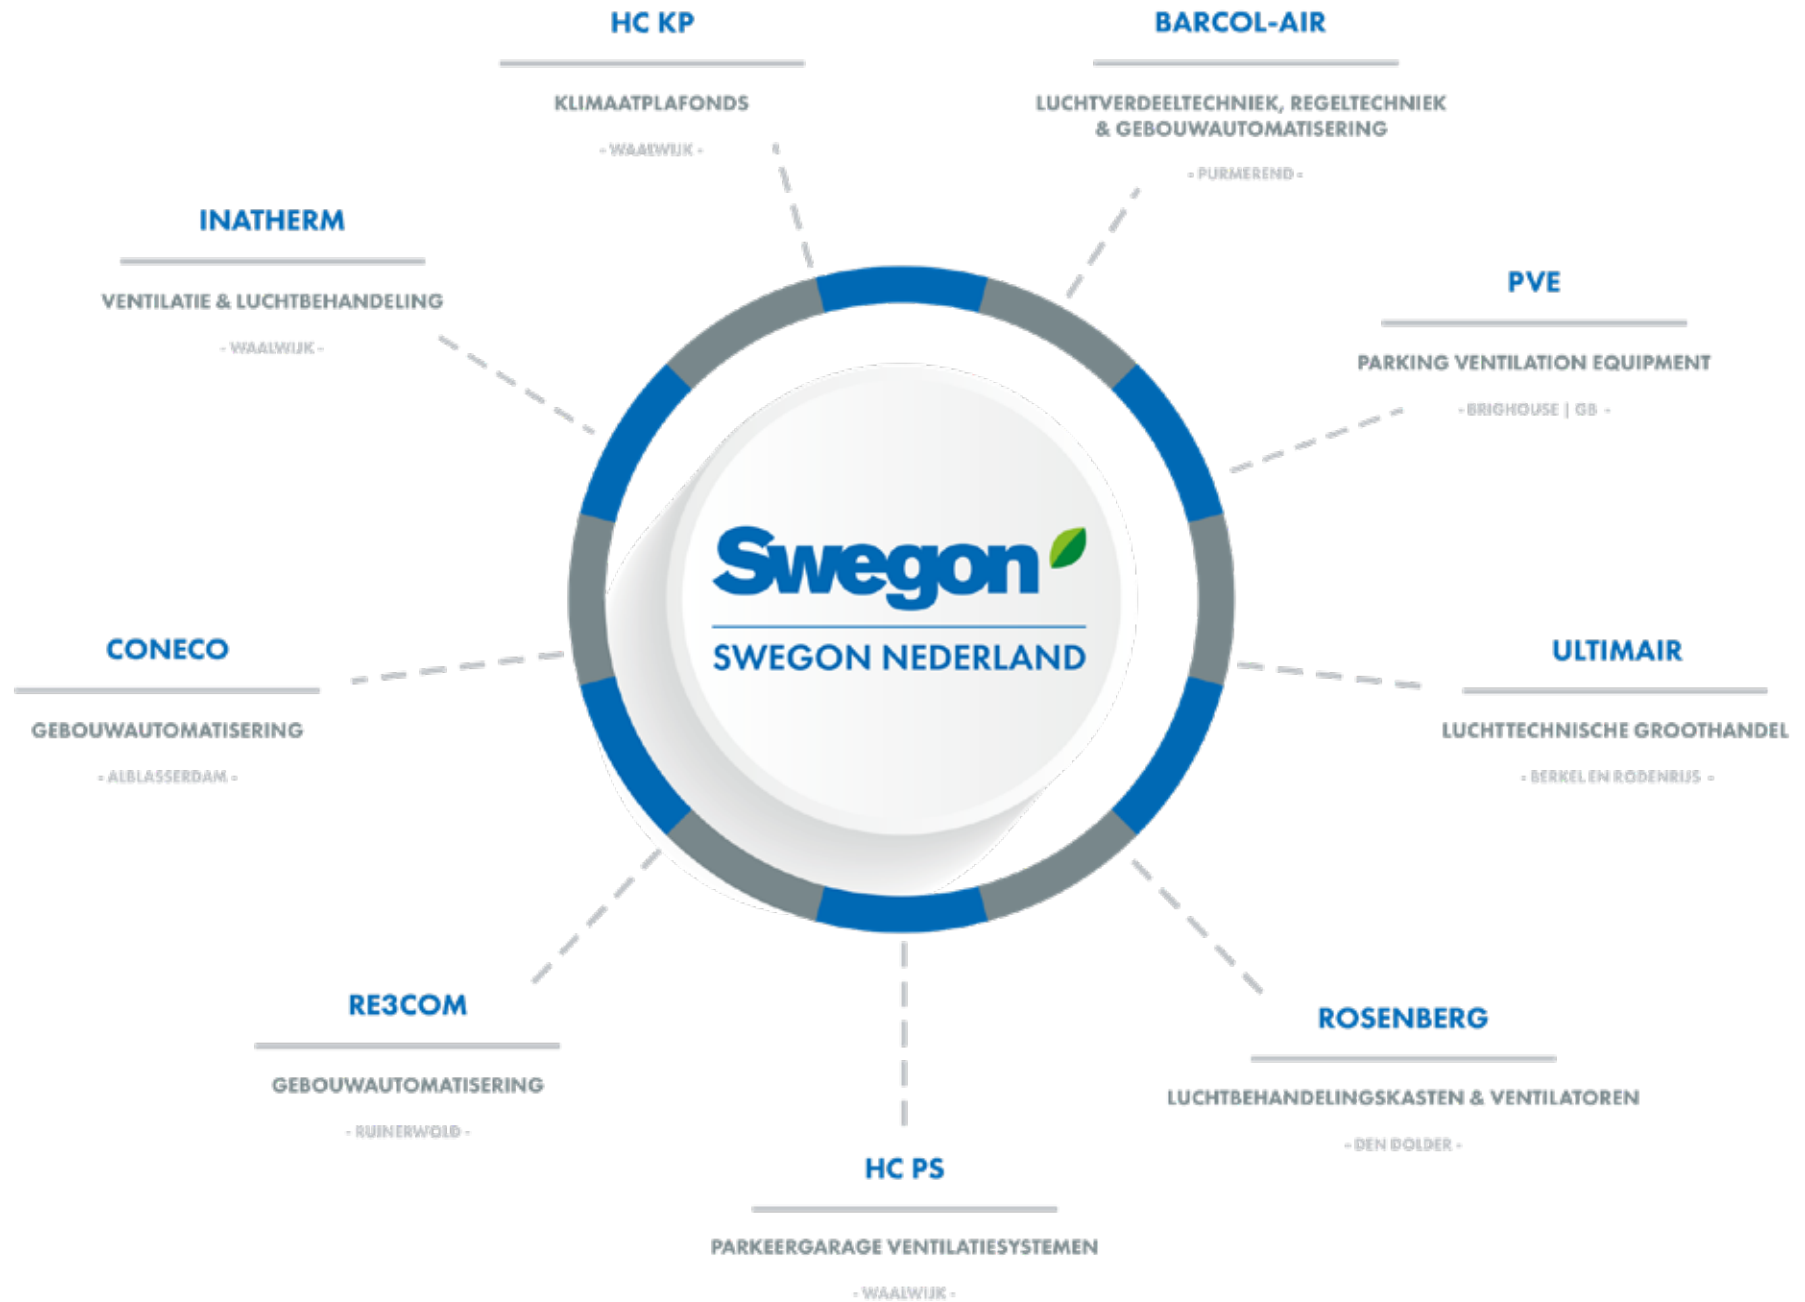 HC KP
KLIMAATPLAFONDS
- WAALWIJK -
BARCOL-AIR
LUCHTVERDEELTECHNIEK, REGELTECHNIEK
& GEBOUWAUTOMATISERING
- PURMEREND -
INATHERM
VENTILATIE & LUCHTBEHANDELING
- WAALWIJK -
PVE
PARKING VENTILATION EQUIPMENT
- BRIGHOUSE | GB -
Swegon
SWEGON NEDERLAND
CONECO
GEBOUWAUTOMATISERING
- ALBLASSERDAM -
ULTIMAIR
LUCHTTECHNISCHE GROOTHANDEL
- BERKEL EN RODENRIJS -
RE3COM
GEBOUWAUTOMATISERING
- RUINERWOLD -
ROSENBERG
LUCHTBEHANDELINGSKASTEN & VENTILATOREN
- DEN DOLDER -
HC PS
PARKEERGARAGE VENTILATIESYSTEMEN
- WAALWIJK -